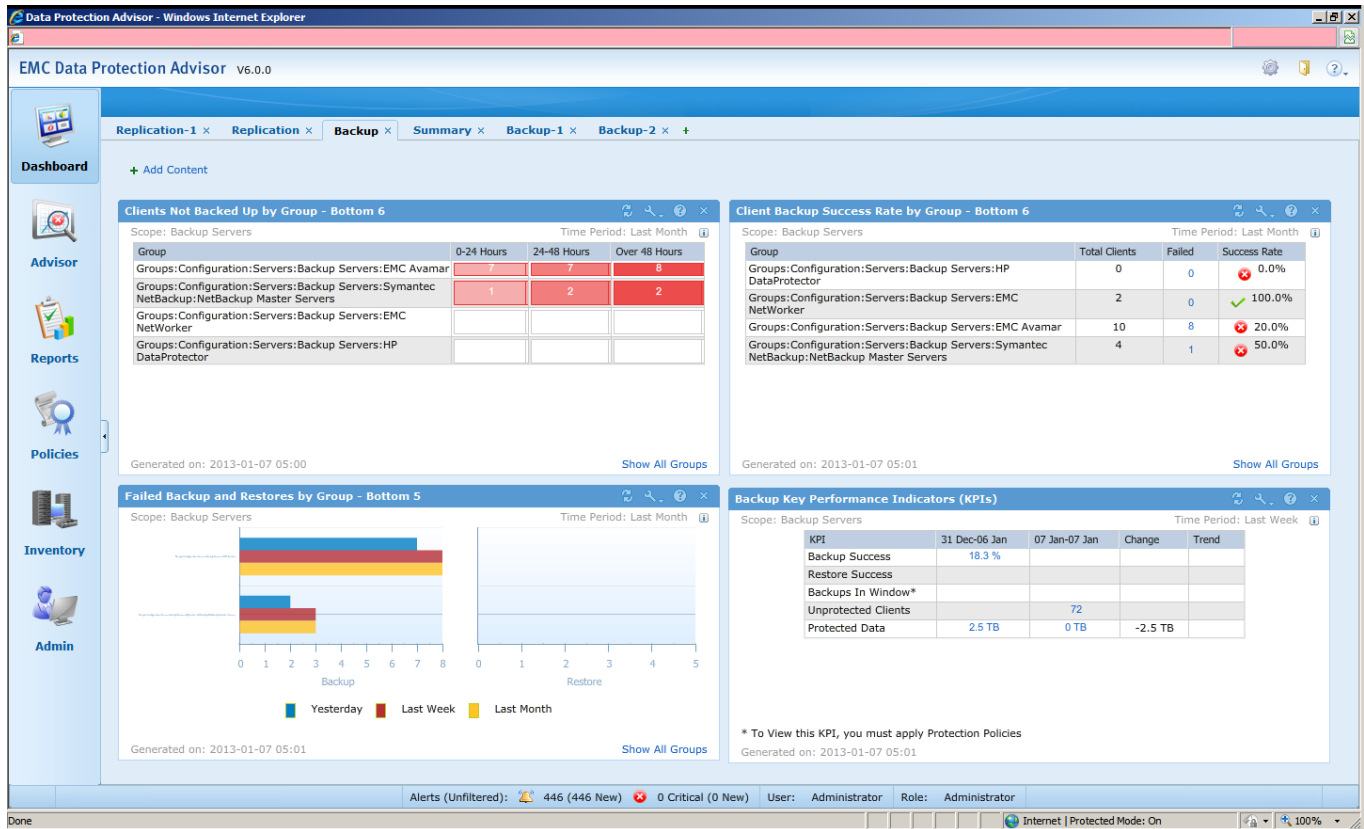 Data Protection Advisor - Windows Internet Explorer
EMC Data Protection Advisor V6.0.0
Replication-1 × Replication × Backup × Summary × Backup-1 × Backup-2 × +
Dashboard
Advisor
Reports
Policies
Inventory
Admin
+ Add Content
Clients Not Backed Up by Group - Bottom 6
Scope: Backup Servers Time Period: Last Month
Group 0-24 Hours 24-48 Hours Over 48 Hours
Groups:Configuration:Servers:Backup Servers:EMC Avamar 7 7 8
Groups:Configuration:Servers:Backup Servers:Symantec
NetBackup:NetBackup Master Servers 1 2 2
Groups:Configuration:Servers:Backup Servers:EMC
NetWorker
Groups:Configuration:Servers:Backup Servers:HP
DataProtector
Generated on: 2013-01-07 05:00 Show All Groups
Client Backup Success Rate by Group - Bottom 6
Scope: Backup Servers Time Period: Last Month
Group Total Clients Failed Success Rate
Groups:Configuration:Servers:Backup Servers:HP
DataProtector 0 0 0.0%
Groups:Configuration:Servers:Backup Servers:EMC
NetWorker 2 0 100.0%
Groups:Configuration:Servers:Backup Servers:EMC Avamar 10 8 20.0%
Groups:Configuration:Servers:Backup Servers:Symantec
NetBackup:NetBackup Master Servers 4 1 50.0%
Generated on: 2013-01-07 05:01 Show All Groups
Failed Backup and Restores by Group - Bottom 5
Scope: Backup Servers Time Period: Last Month
0 1 2 3 4 5 6 7 8
Backup
0 1 2 3 4 5
Restore
Yesterday Last Week Last Month
Generated on: 2013-01-07 05:01 Show All Groups
Backup Key Performance Indicators (KPIs)
Scope: Backup Servers Time Period: Last Week
KPI 31 Dec-06 Jan 07 Jan-07 Jan Change Trend
Backup Success 18.3 %
Restore Success
Backups In Window*
Unprotected Clients 72
Protected Data 2.5 TB 0 TB -2.5 TB
* To View this KPI, you must apply Protection Policies
Generated on: 2013-01-07 05:01
Alerts (Unfiltered): 446 (446 New) 0 Critical (0 New) User: Administrator Role: Administrator
Done Internet | Protected Mode: On 100%